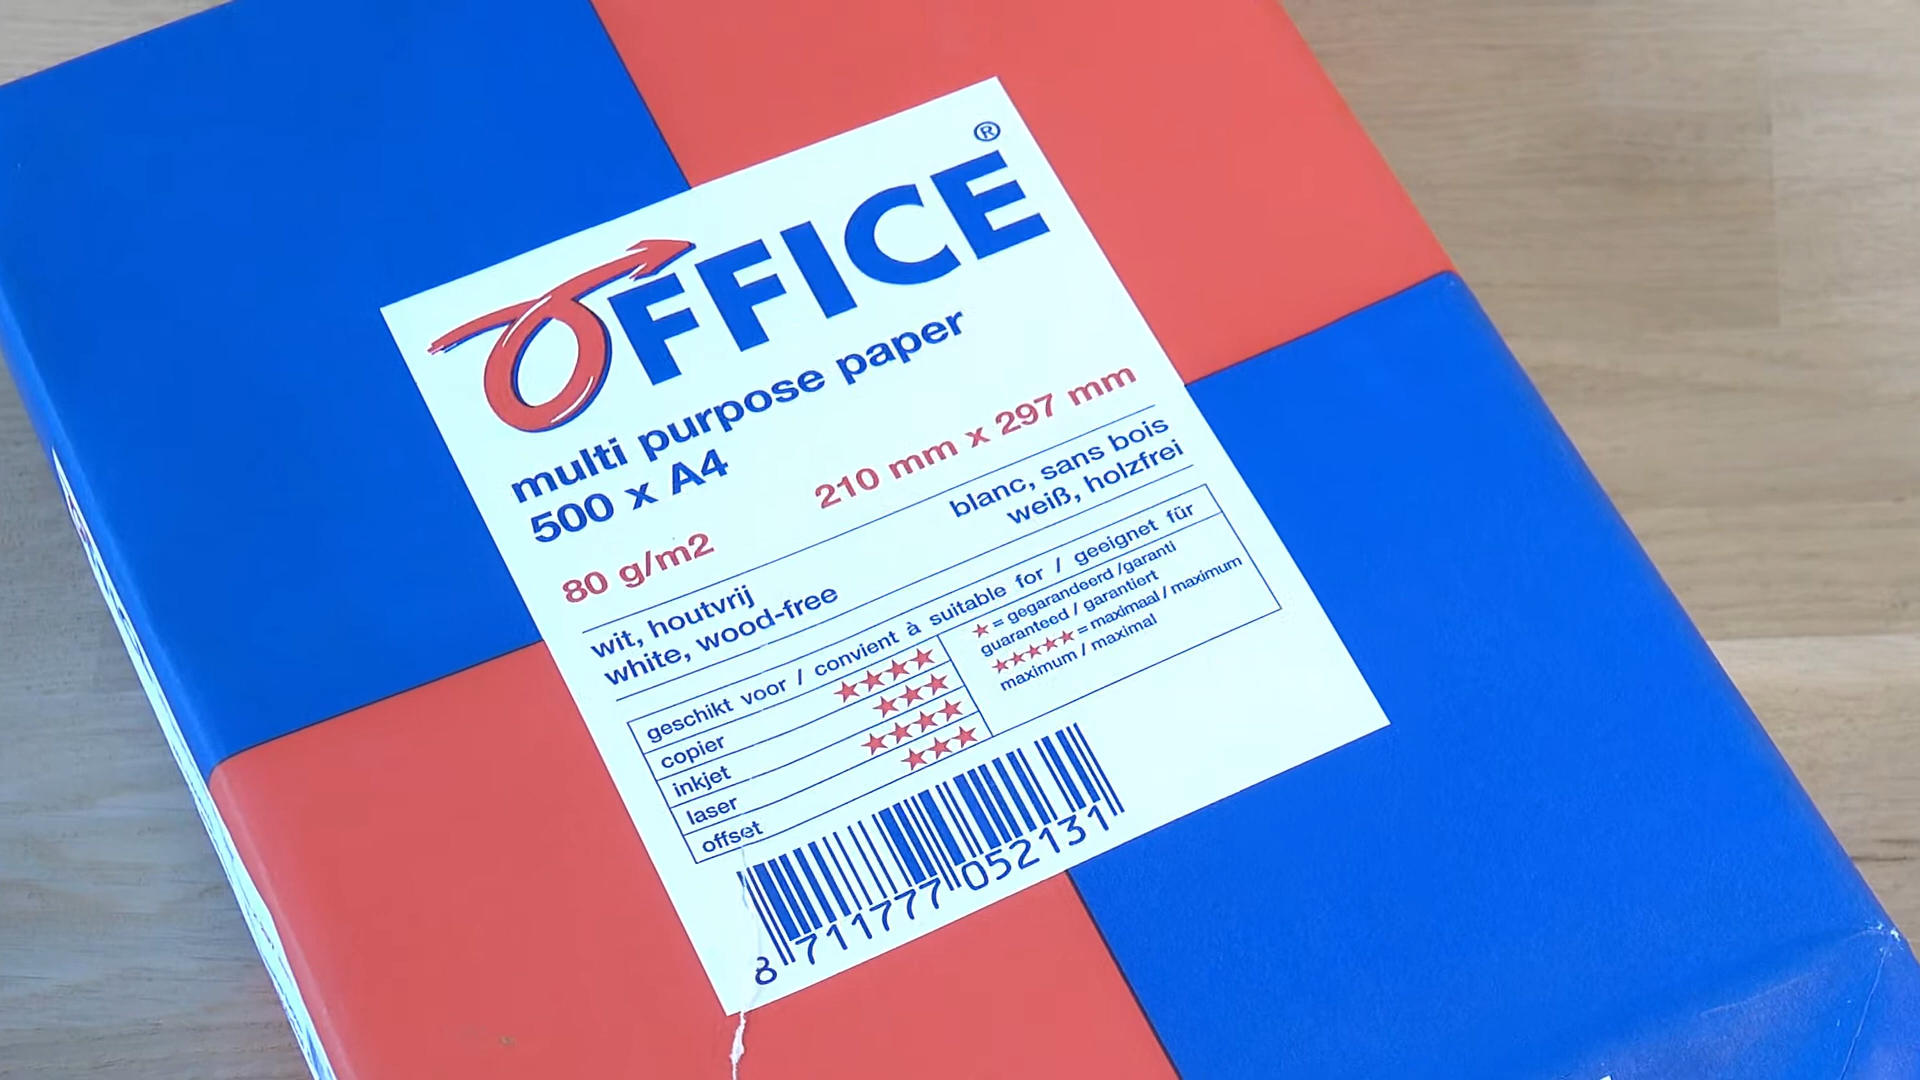 OFFICE®
multi purpose paper
500 x A4
80 g/m2 210 mm x 297 mm
wit, houtvrij blanc, sans bois
white, wood-free weiß, holzfrei
geschikt voor / convient à suitable for / geeignet für
copier ★★★★
inkjet ★★★
laser ★★★★
offset ★★★
★ = gegarandeerd /garanti
guaranteed / garantiert
★★★★★ = maximaal / maximum
maximum / maximal
8 711777 052131